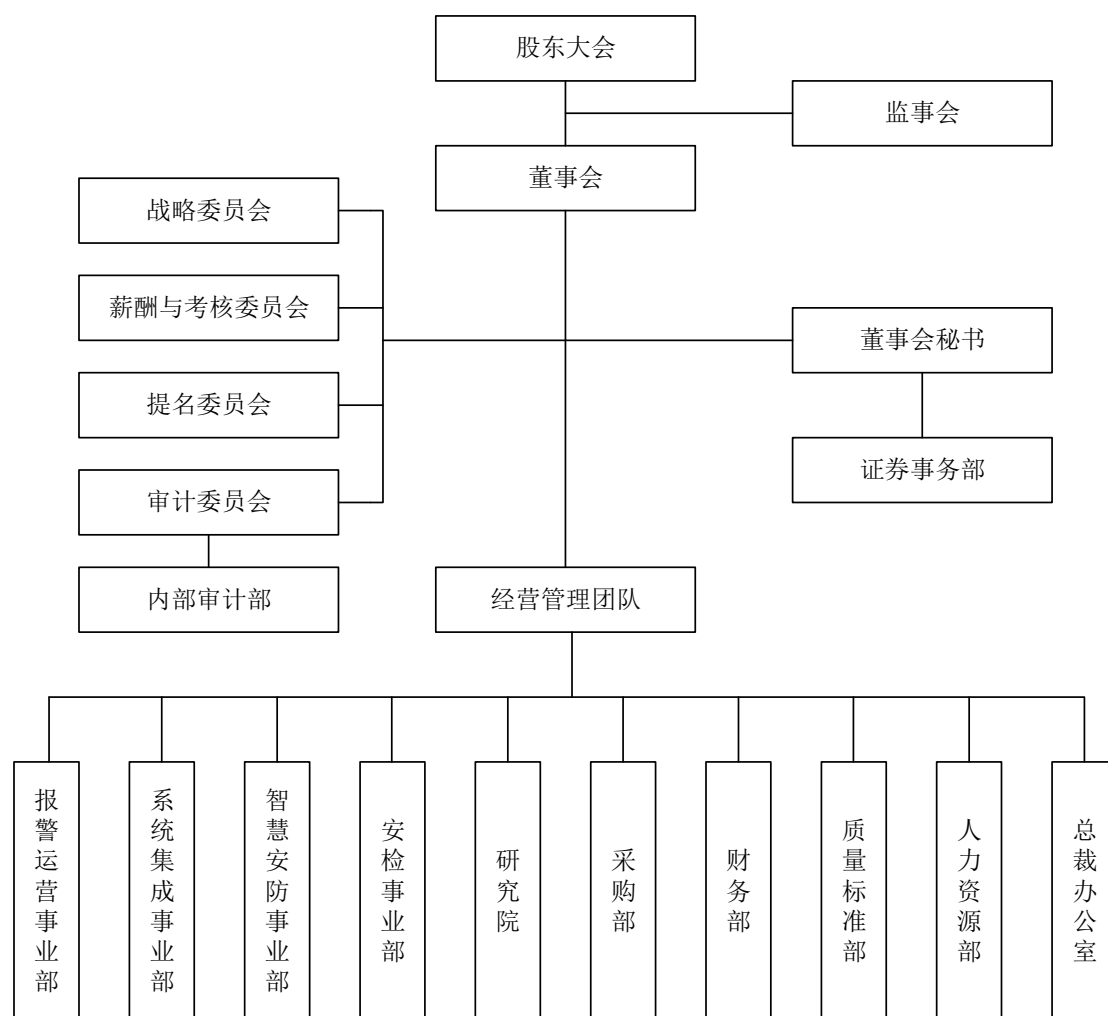 股东大会
监事会
董事会
战略委员会
薪酬与考核委员会
董事会秘书
提名委员会
证券事务部
审计委员会
内部审计部
经营管理团队
报警运营事业部
系统集成事业部
智慧安防事业部
安检事业部
研究院
采购部
财务部
质量标准部
人力资源部
总裁办公室